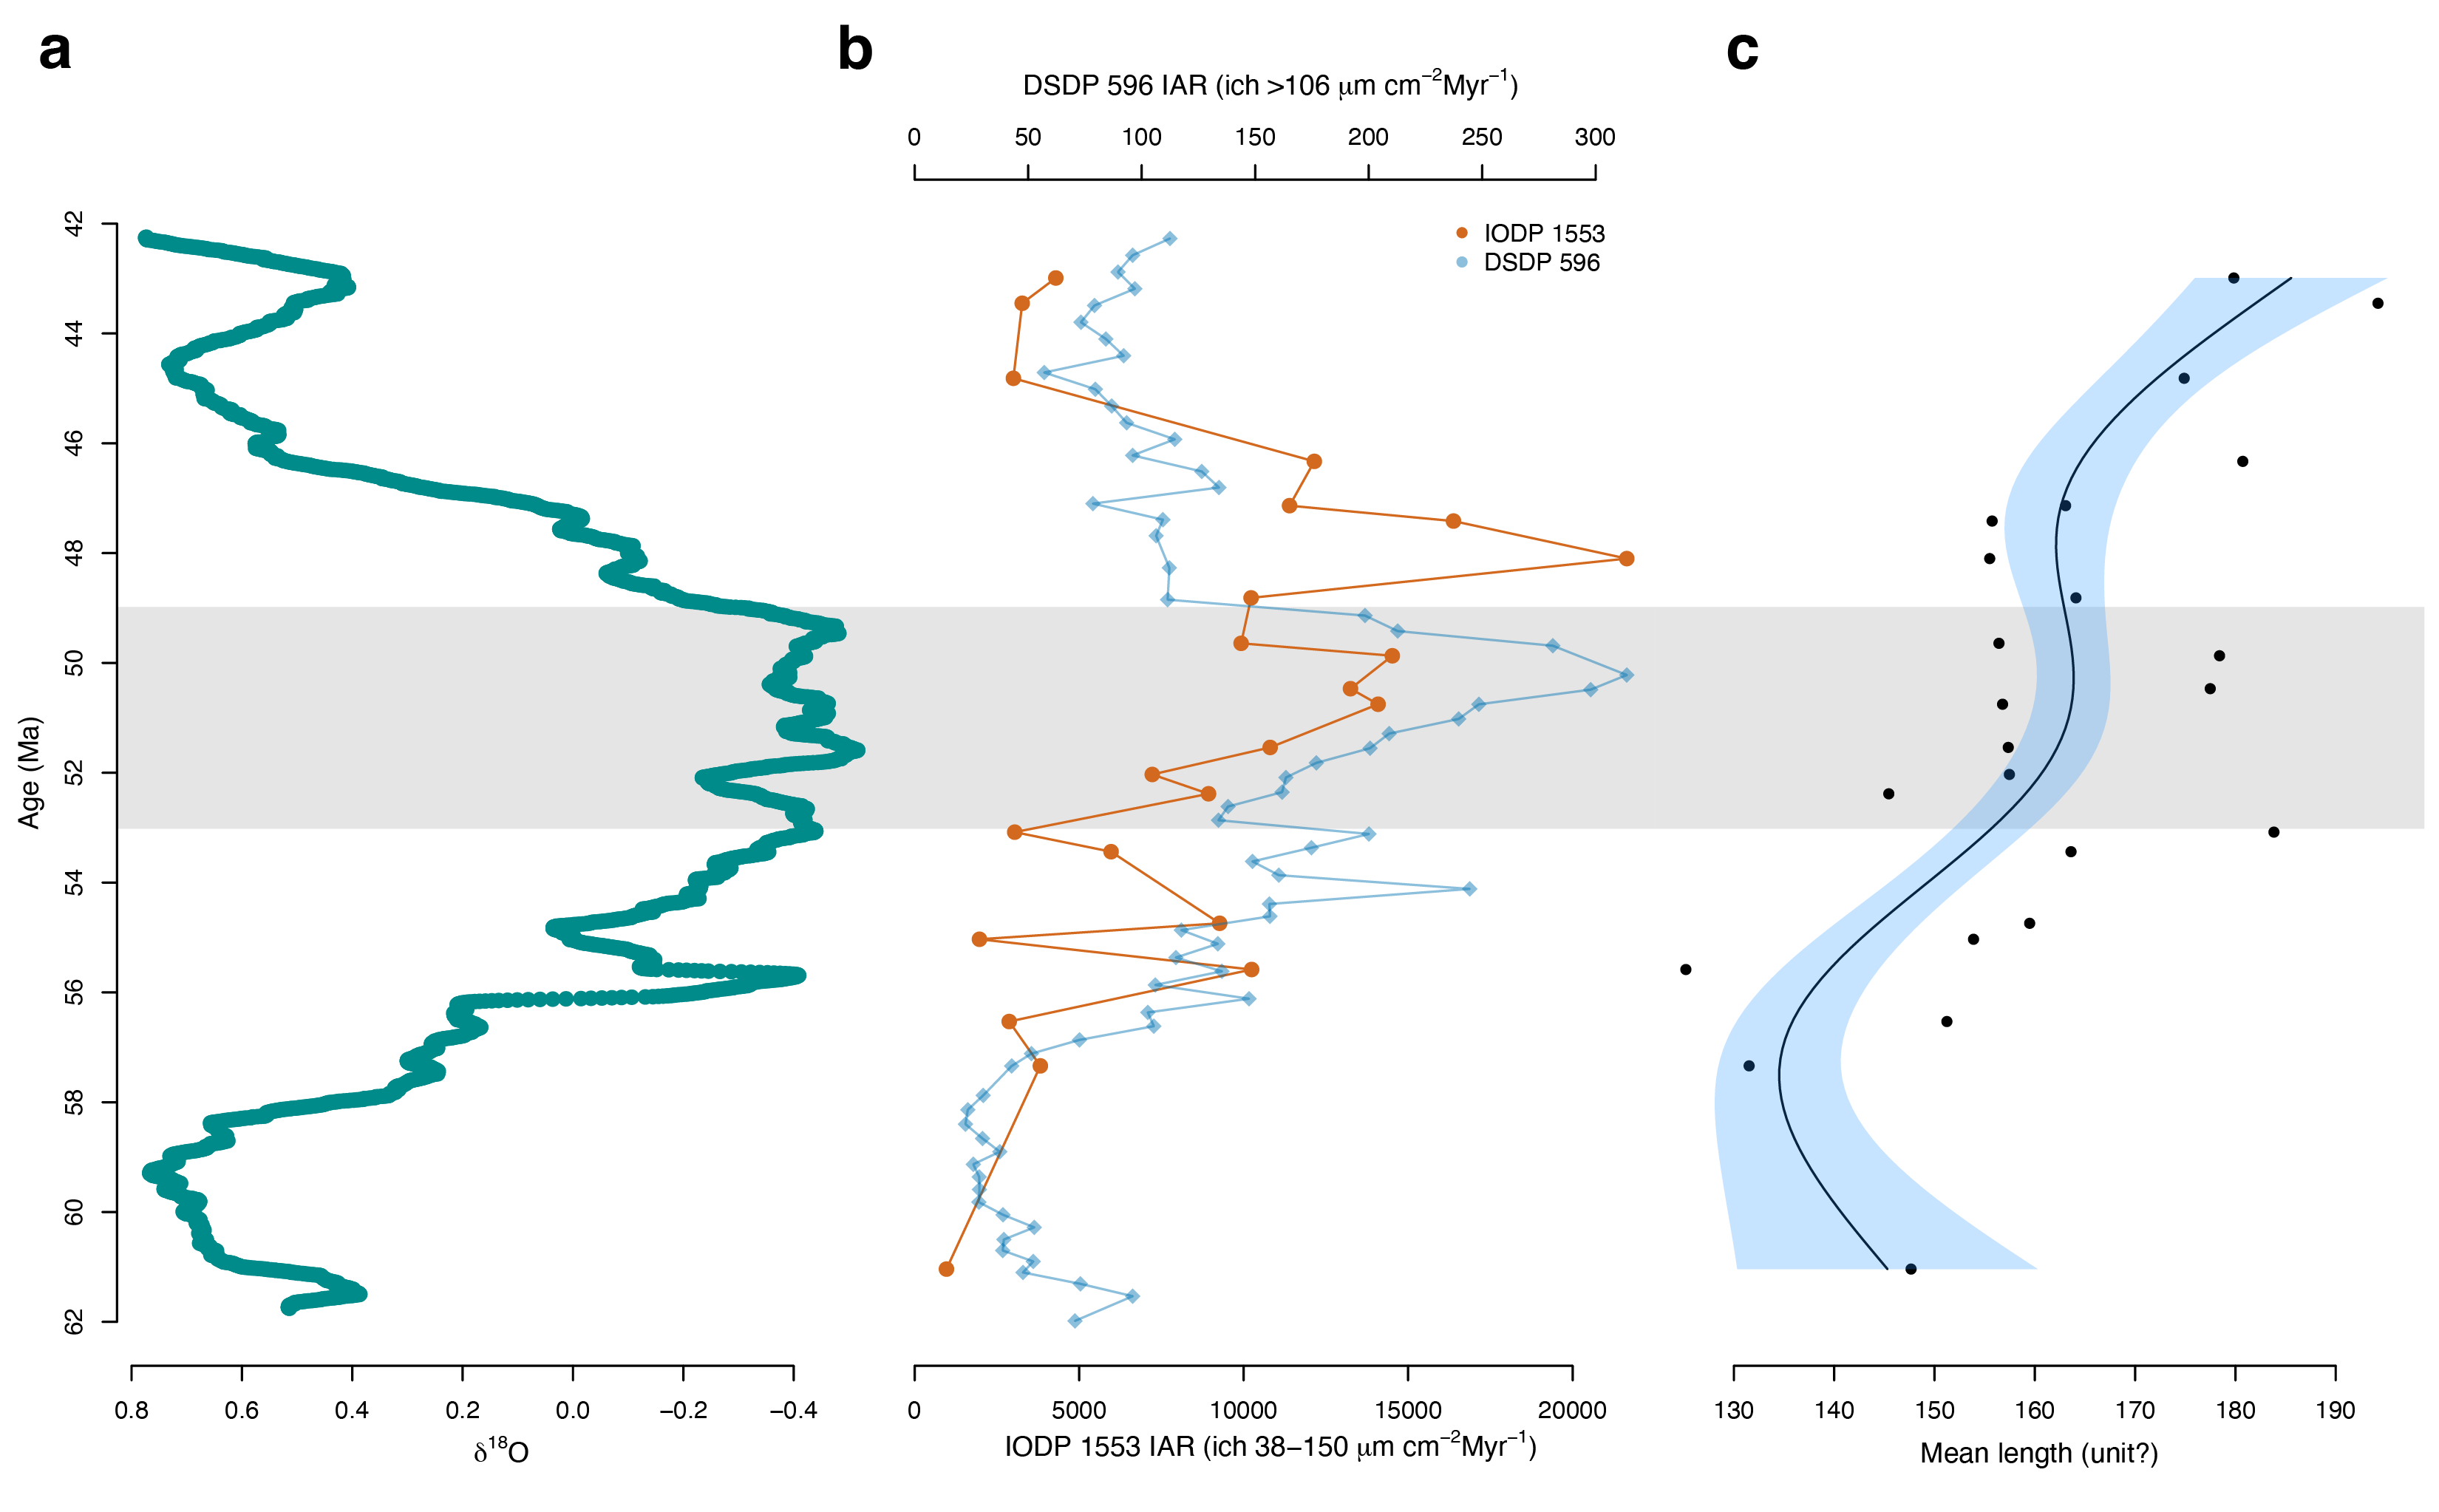 a
b
c
DSDP 596 IAR (ich >106 μm cm⁻²Myr⁻¹)
0 50 100 150 200 250 300
IODP 1553
DSDP 596
Age (Ma)
42
44
46
48
50
52
54
56
58
60
62
0.8 0.6 0.4 0.2 0.0 −0.2 −0.4
δ¹⁸O
0 5000 10000 15000 20000
IODP 1553 IAR (ich 38−150 μm cm⁻²Myr⁻¹)
130 140 150 160 170 180 190
Mean length (unit?)